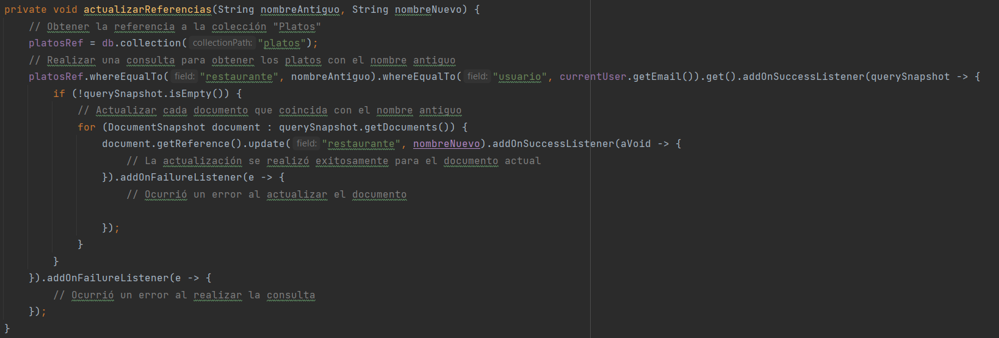 private void actualizarReferencias(String nombreAntiguo, String nombreNuevo) {
    // Obtener la referencia a la colección "Platos"
    platosRef = db.collection( collectionPath: "platos");
    // Realizar una consulta para obtener los platos con el nombre antiguo
    platosRef.whereEqualTo( field: "restaurante", nombreAntiguo).whereEqualTo( field: "usuario", currentUser.getEmail()).get().addOnSuccessListener(querySnapshot -> {
        if (!querySnapshot.isEmpty()) {
            // Actualizar cada documento que coincida con el nombre antiguo
            for (DocumentSnapshot document : querySnapshot.getDocuments()) {
                document.getReference().update( field: "restaurante", nombreNuevo).addOnSuccessListener(aVoid -> {
                    // La actualización se realizó exitosamente para el documento actual
                }).addOnFailureListener(e -> {
                    // Ocurrió un error al actualizar el documento
                });
            }
        }
    }).addOnFailureListener(e -> {
        // Ocurrió un error al realizar la consulta
    });
}